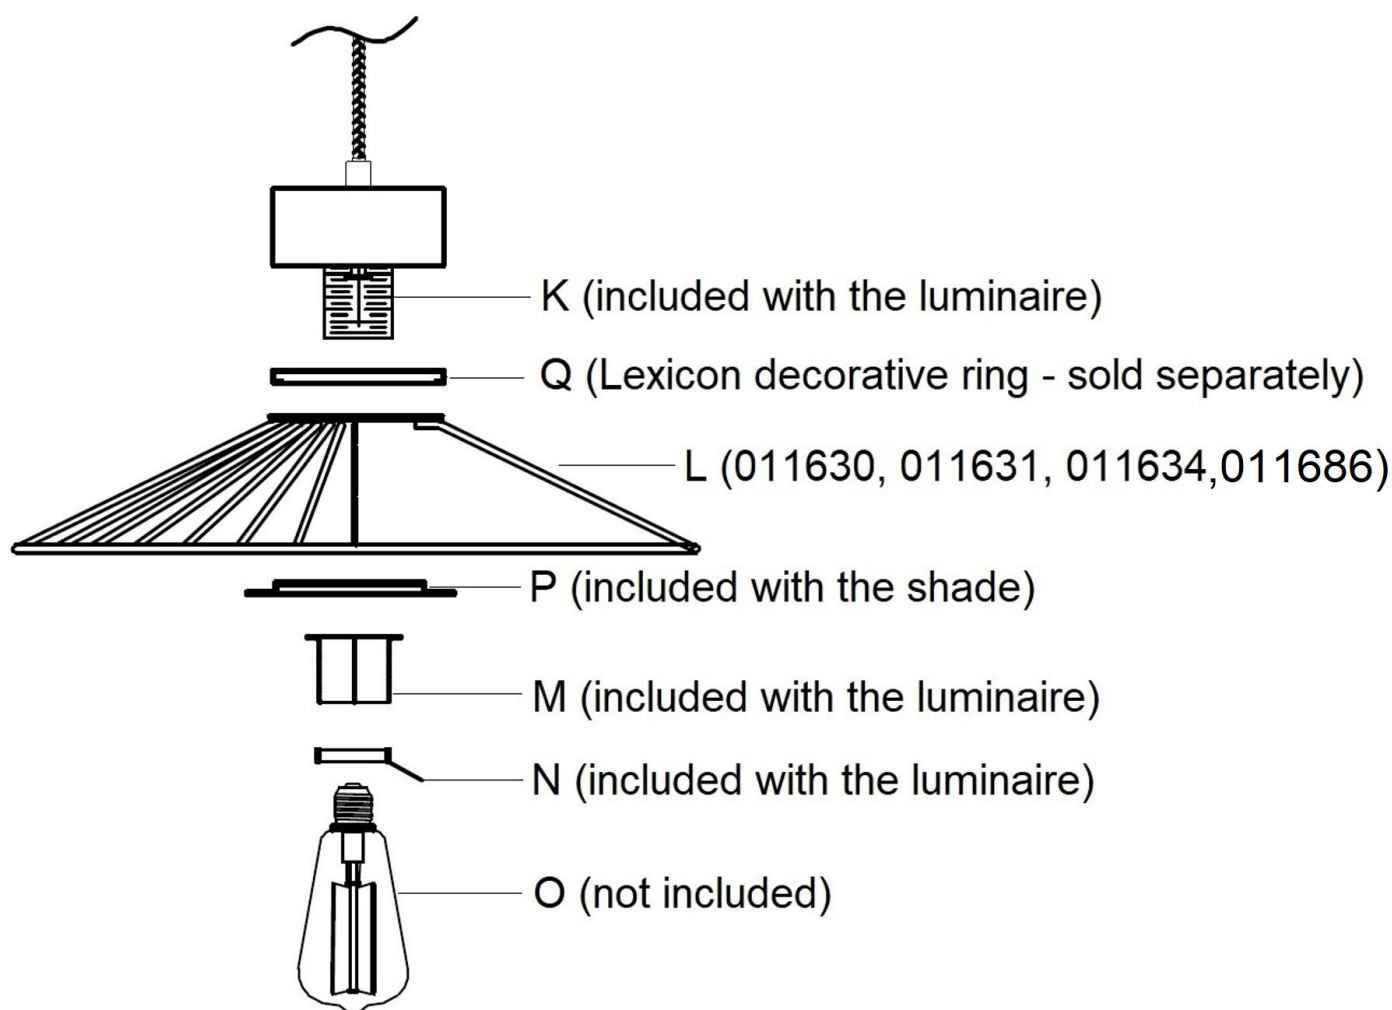 K (included with the luminaire)
Q (Lexicon decorative ring - sold separately)
L (011630, 011631, 011634,011686)
P (included with the shade)
M (included with the luminaire)
N (included with the luminaire)
O (not included)